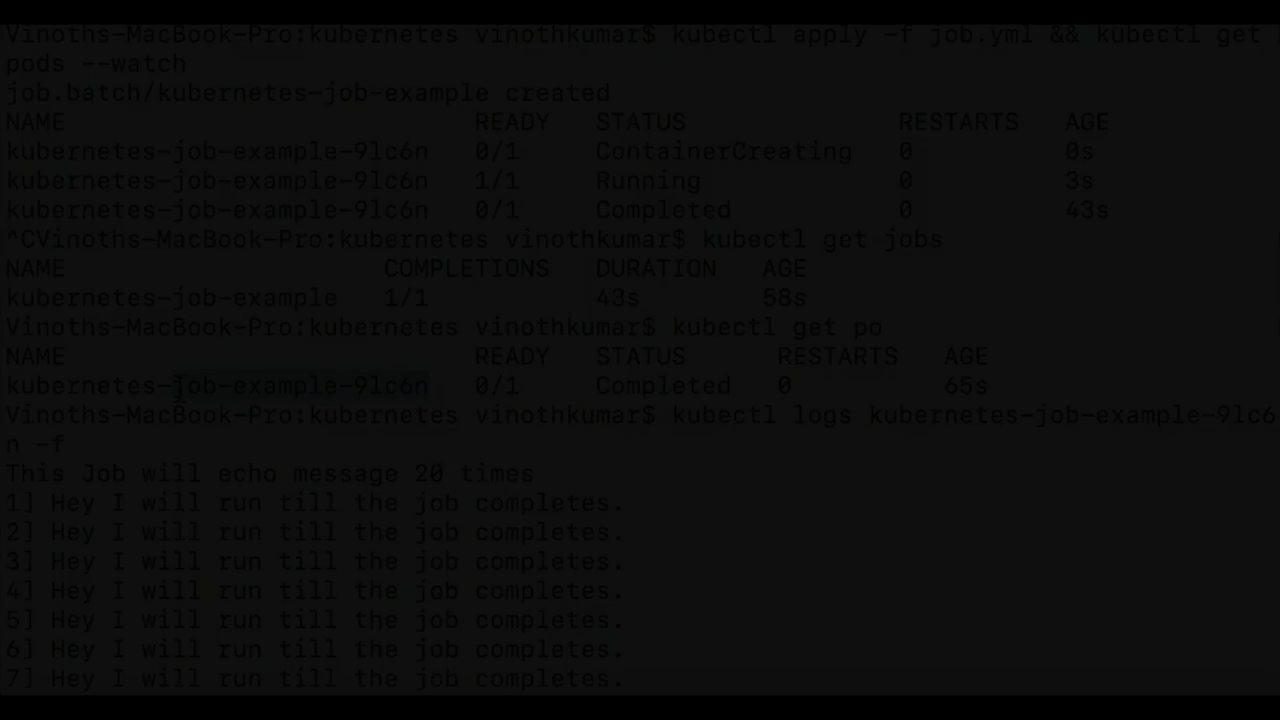 Vinoths-MacBook-Pro:kubernetes vinothkumar$ kubectl apply -f job.yml && kubectl get
pods --watch
job.batch/kubernetes-job-example created
NAME READY STATUS RESTARTS AGE
kubernetes-job-example-9lc6n 0/1 ContainerCreating 0 0s
kubernetes-job-example-9lc6n 1/1 Running 0 3s
kubernetes-job-example-9lc6n 0/1 Completed 0 43s
^CVinoths-MacBook-Pro:kubernetes vinothkumar$ kubectl get jobs
NAME COMPLETIONS DURATION AGE
kubernetes-job-example 1/1 43s 58s
Vinoths-MacBook-Pro:kubernetes vinothkumar$ kubectl get po
NAME READY STATUS RESTARTS AGE
kubernetes-job-example-9lc6n 0/1 Completed 0 65s
Vinoths-MacBook-Pro:kubernetes vinothkumar$ kubectl logs kubernetes-job-example-9lc6
n -f
This Job will echo message 20 times
1] Hey I will run till the job completes.
2] Hey I will run till the job completes.
3] Hey I will run till the job completes.
4] Hey I will run till the job completes.
5] Hey I will run till the job completes.
6] Hey I will run till the job completes.
7] Hey I will run till the job completes.